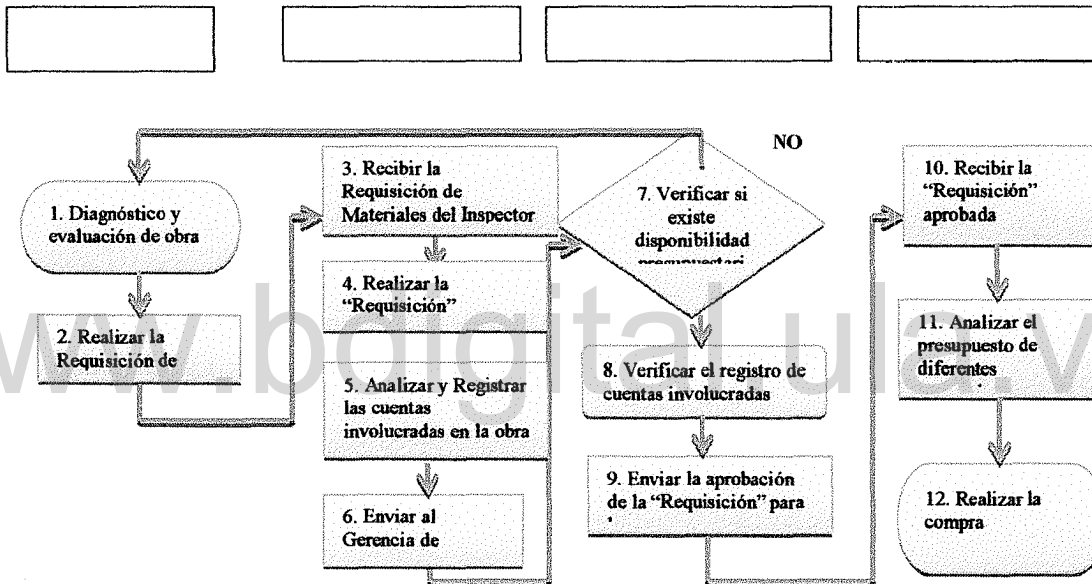 1. Diagnóstico y
evaluación de obra
2. Realizar la
Requisición de
3. Recibir la
Requisición de
Materiales del Inspector
4. Realizar la
“Requisición”
5. Analizar y Registrar
las cuentas
involucradas en la obra
6. Enviar al
Gerencia de
NO
7. Verificar si
existe
disponibilidad
8. Verificar el registro de
cuentas involucradas
9. Enviar la aprobación
de la “Requisición” para
10. Recibir la
“Requisición”
aprobada
11. Analizar el
presupuesto de
diferentes
12. Realizar la
compra
www.bdigital.ula.v